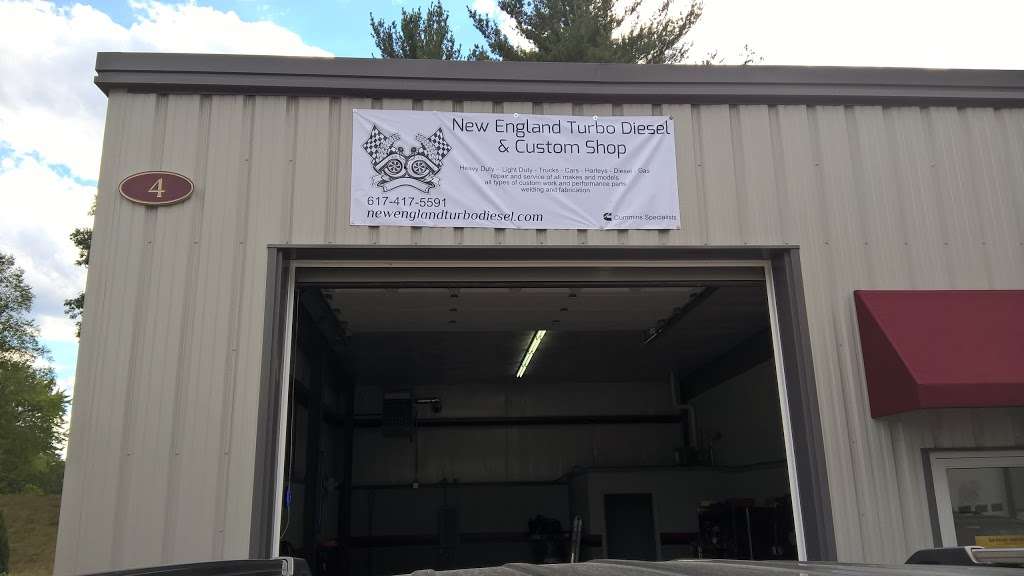 4
New England Turbo Diesel
& Custom Shop
Heavy Duty - Light Duty - Trucks - Cars - Harleys - Diesel - Gas
repair and service of all makes and models
all types of custom work and performance parts
welding and fabrication
617-417-5591
newenglandturbodiesel.com
Cummins Specialists